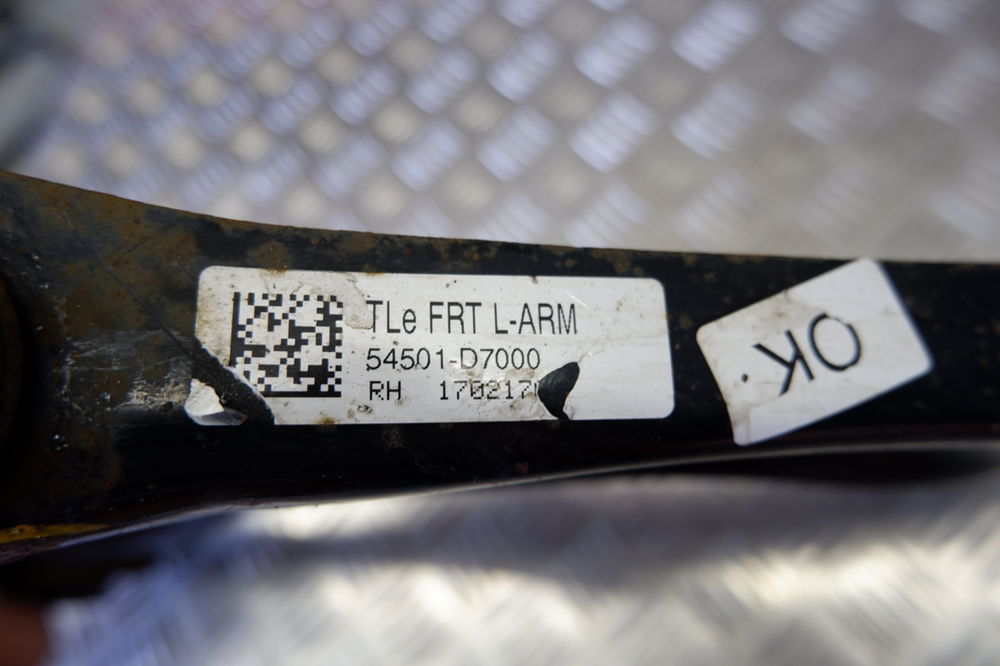 TLe FRT L-ARM
54501-D7000
RH
OK.